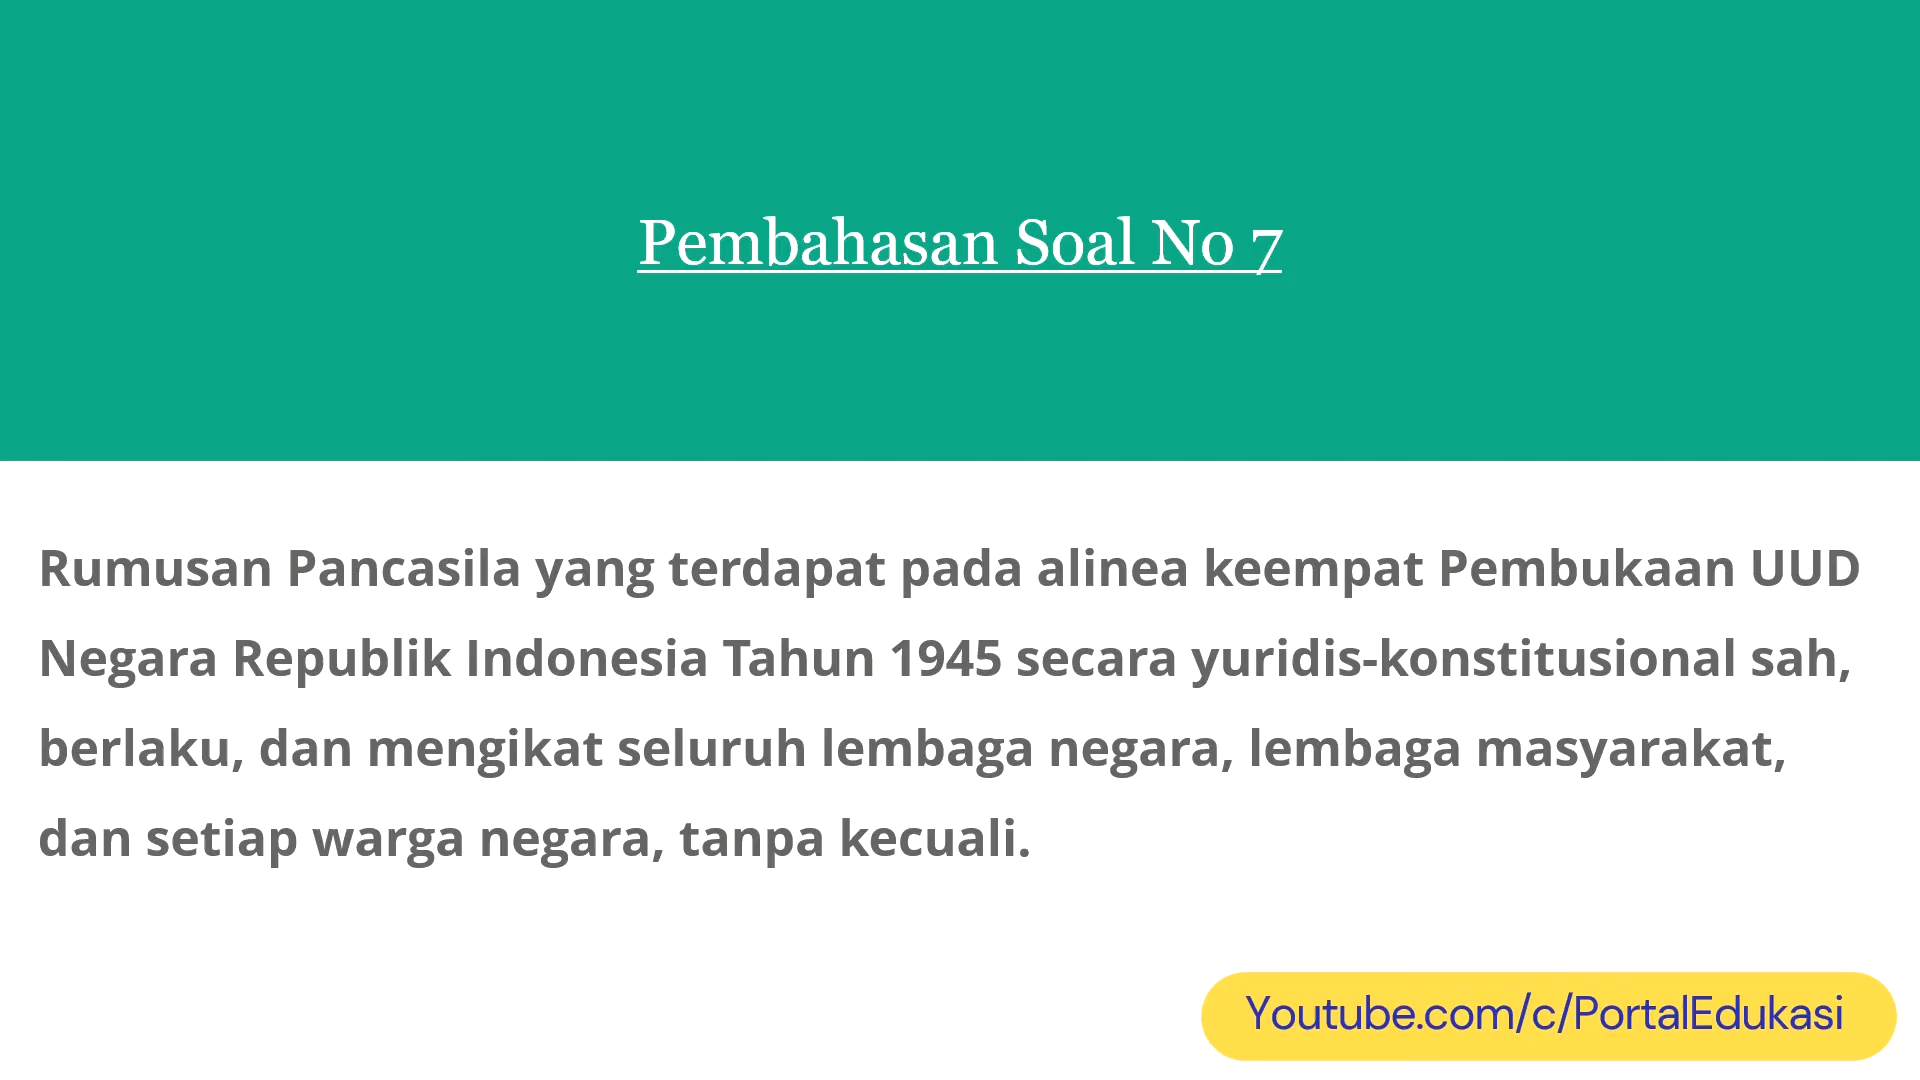 Pembahasan Soal No 7
Rumusan Pancasila yang terdapat pada alinea keempat Pembukaan UUD
Negara Republik Indonesia Tahun 1945 secara yuridis-konstitusional sah,
berlaku, dan mengikat seluruh lembaga negara, lembaga masyarakat,
dan setiap warga negara, tanpa kecuali.
Youtube.com/c/PortalEdukasi